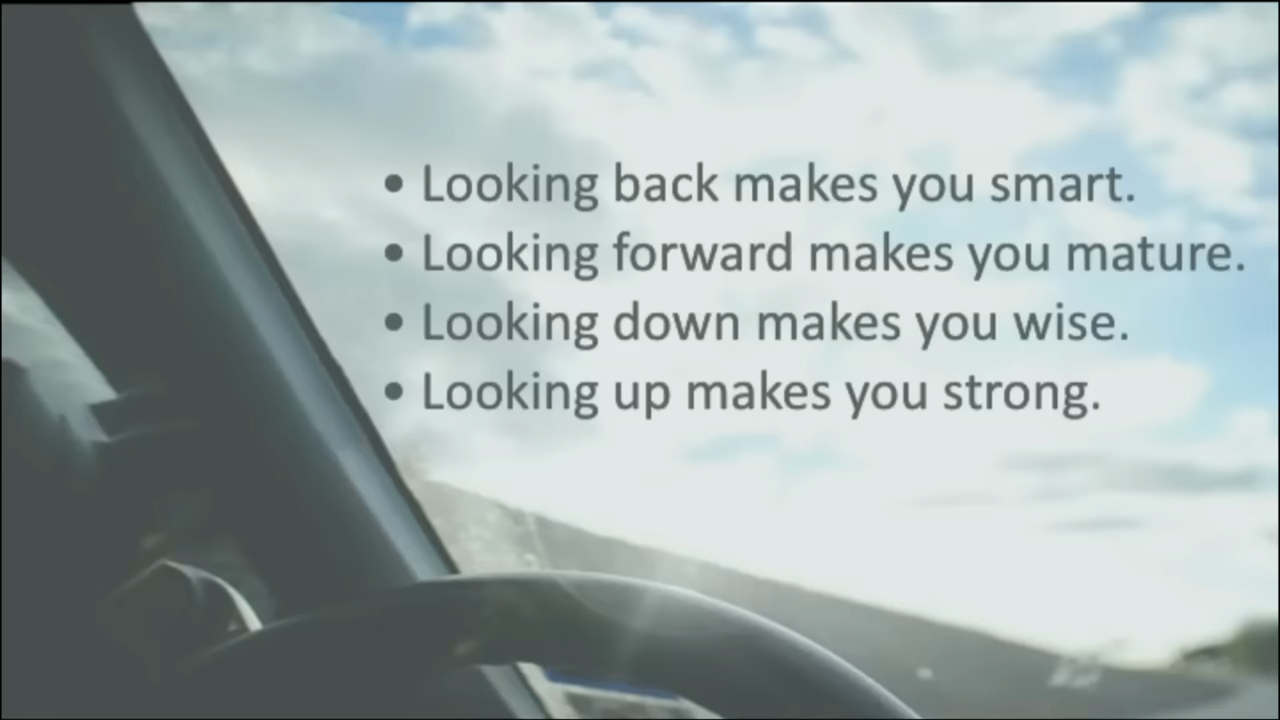 • Looking back makes you smart.
• Looking forward makes you mature.
• Looking down makes you wise.
• Looking up makes you strong.